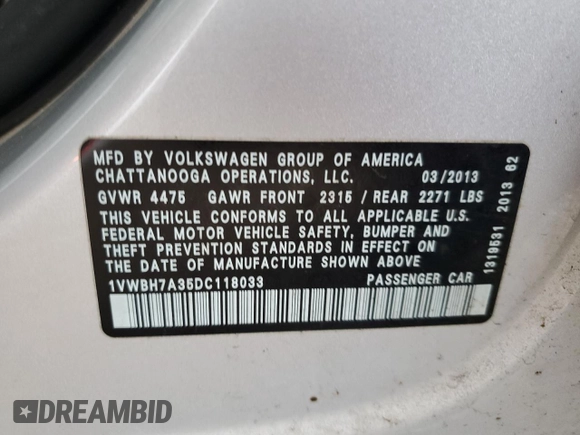 MFD BY VOLKSWAGEN GROUP OF AMERICA
CHATTANOOGA OPERATIONS, LLC. 03/2013
GVWR 4475 GAWR FRONT 2315 / REAR 2271 LBS
THIS VEHICLE CONFORMS TO ALL APPLICABLE U.S.
FEDERAL MOTOR VEHICLE SAFETY, BUMPER AND
THEFT PREVENTION STANDARDS IN EFFECT ON
THE DATE OF MANUFACTURE SHOWN ABOVE.
1VWBH7A35DC118033 PASSENGER CAR
1319531 2013 62
DREAMBID